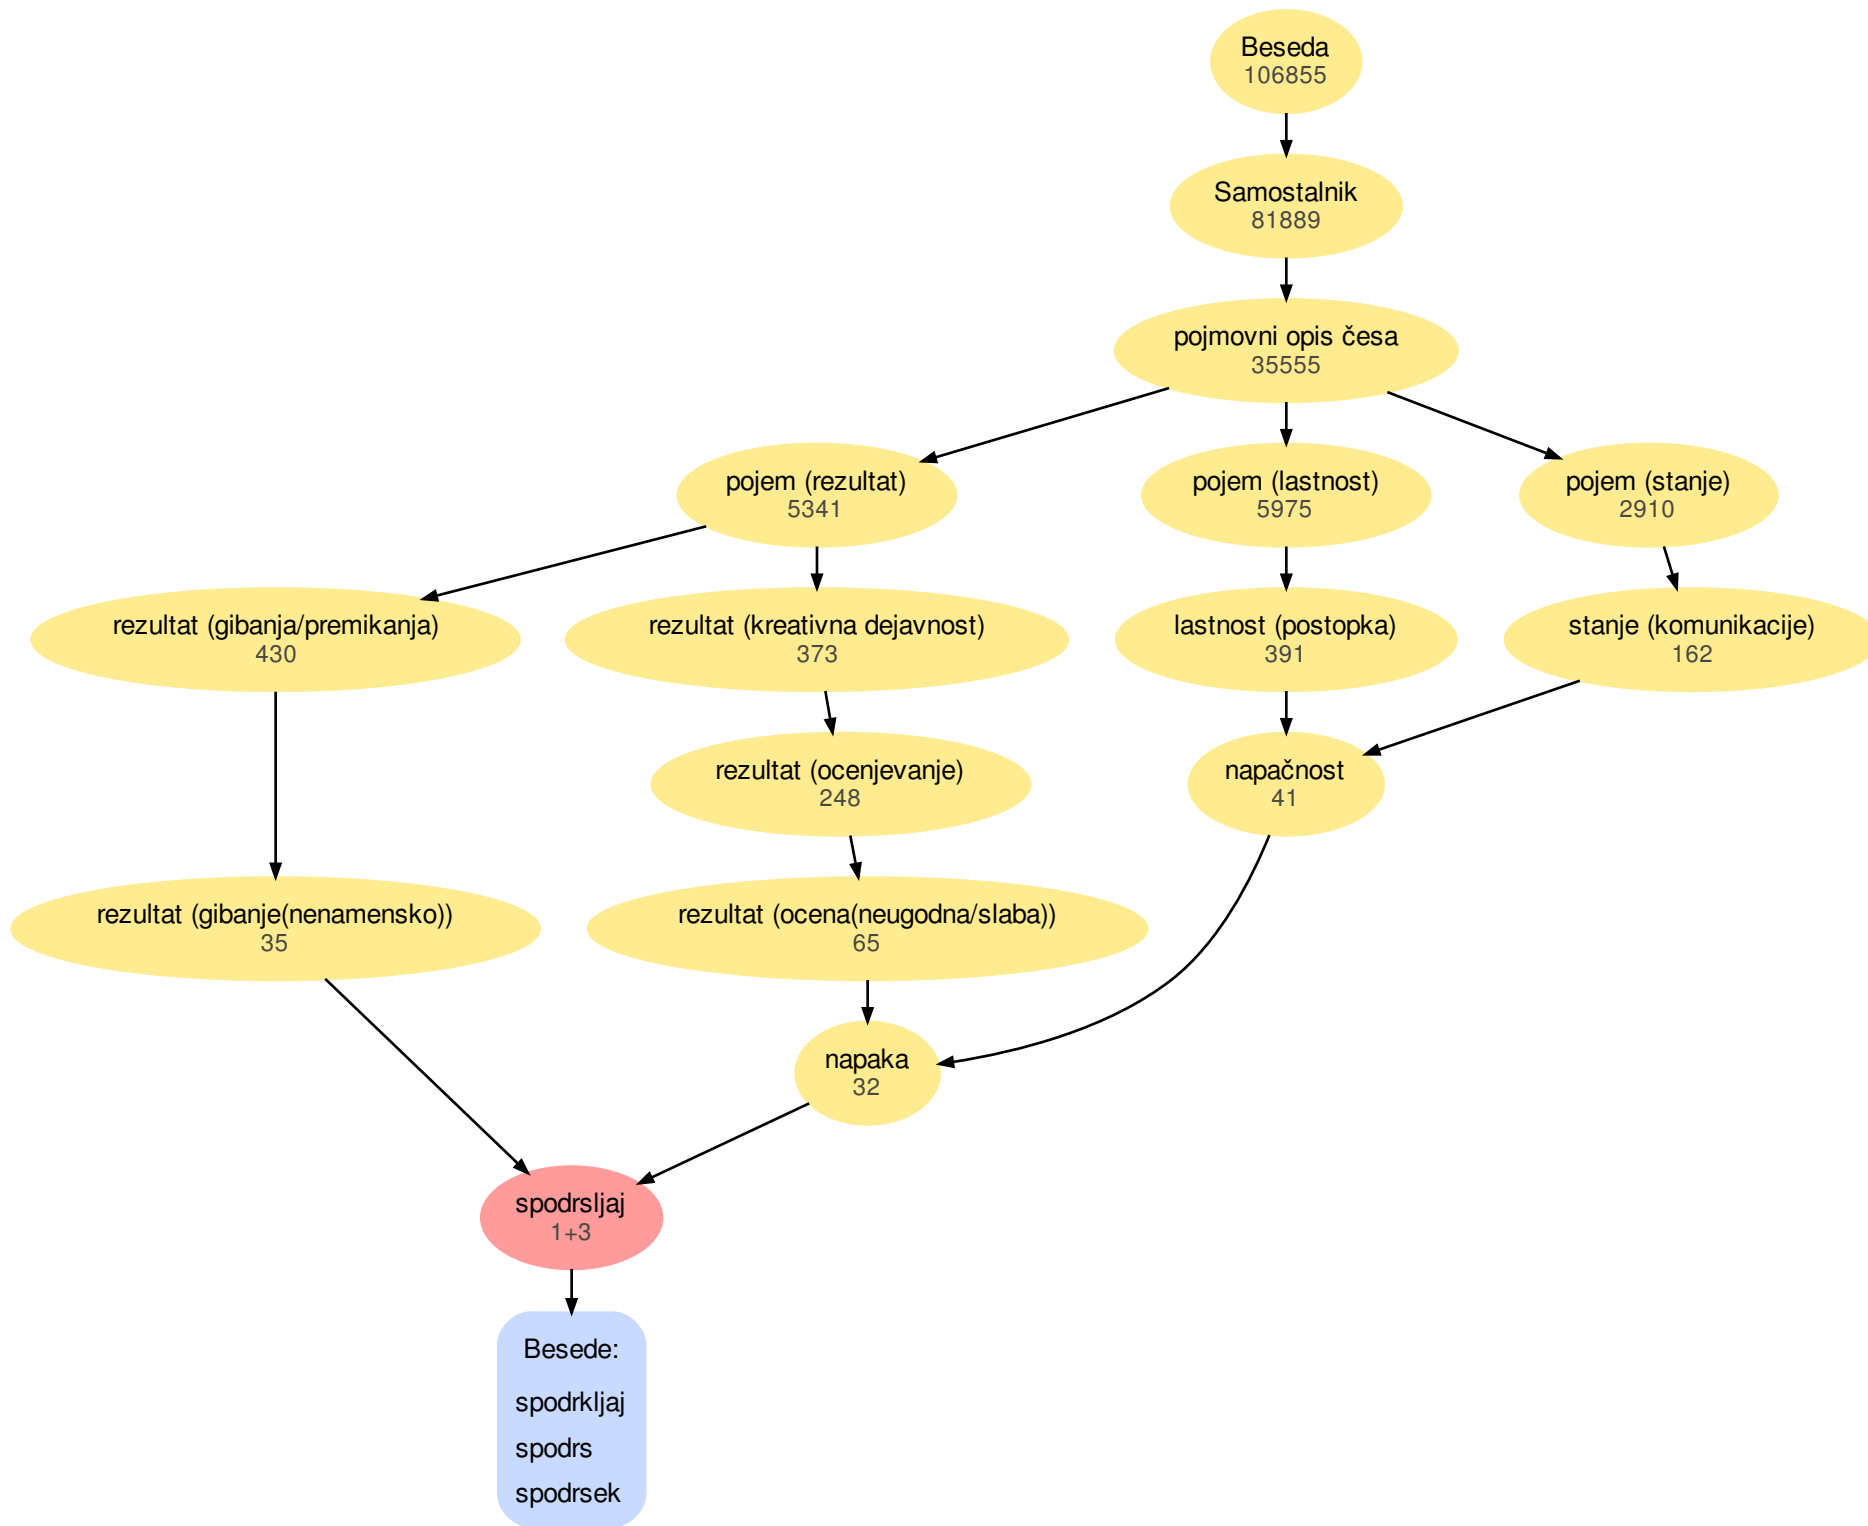 Beseda
106855
Samostalnik
81889
pojmovni opis česa
35555
pojem (rezultat)
5341
pojem (lastnost)
5975
pojem (stanje)
2910
rezultat (gibanja/premikanja)
430
rezultat (kreativna dejavnost)
373
lastnost (postopka)
391
stanje (komunikacije)
162
rezultat (ocenjevanje)
248
napačnost
41
rezultat (gibanje(nenamensko))
35
rezultat (ocena(neugodna/slaba))
65
napaka
32
spodrsljaj
1+3
Besede:
spodrkljaj
spodrs
spodrsek